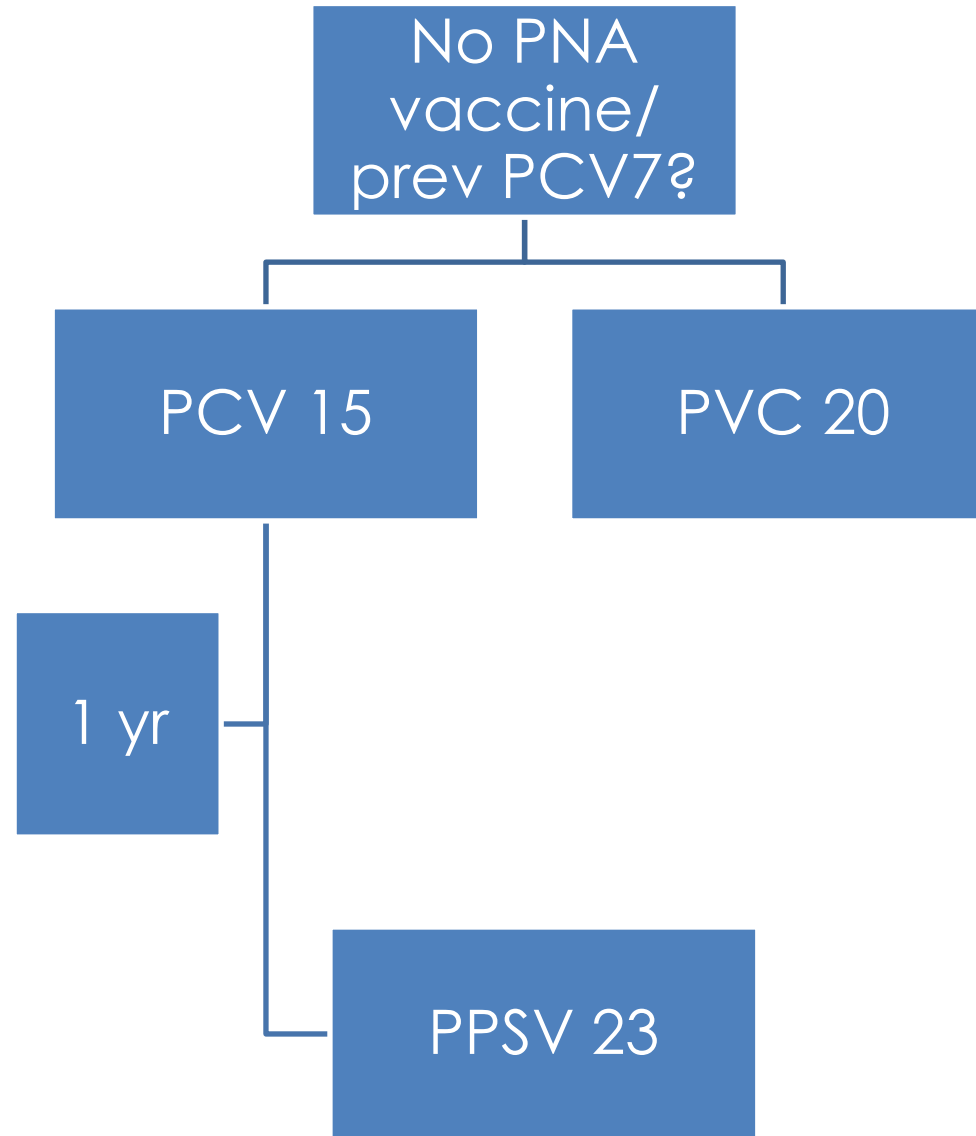 No PNA
vaccine/
prev PCV7?
PCV 15
PVC 20
1 yr
PPSV 23